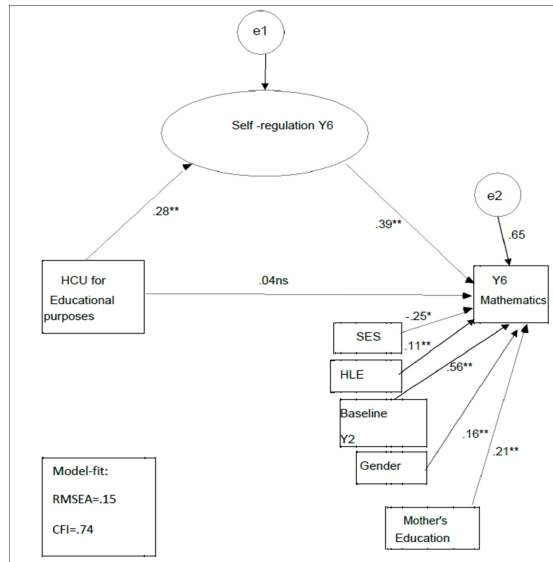 e1
Self -regulation Y6
e2
.28**
.39**
.65
HCU for
Educational
purposes
.04ns
Y6
Mathematics
SES
-.25*
HLE
.11**
Baseline
Y2
.56**
Gender
.16**
Mother's
Education
.21**
Model-fit:
RMSEA=.15
CFI=.74